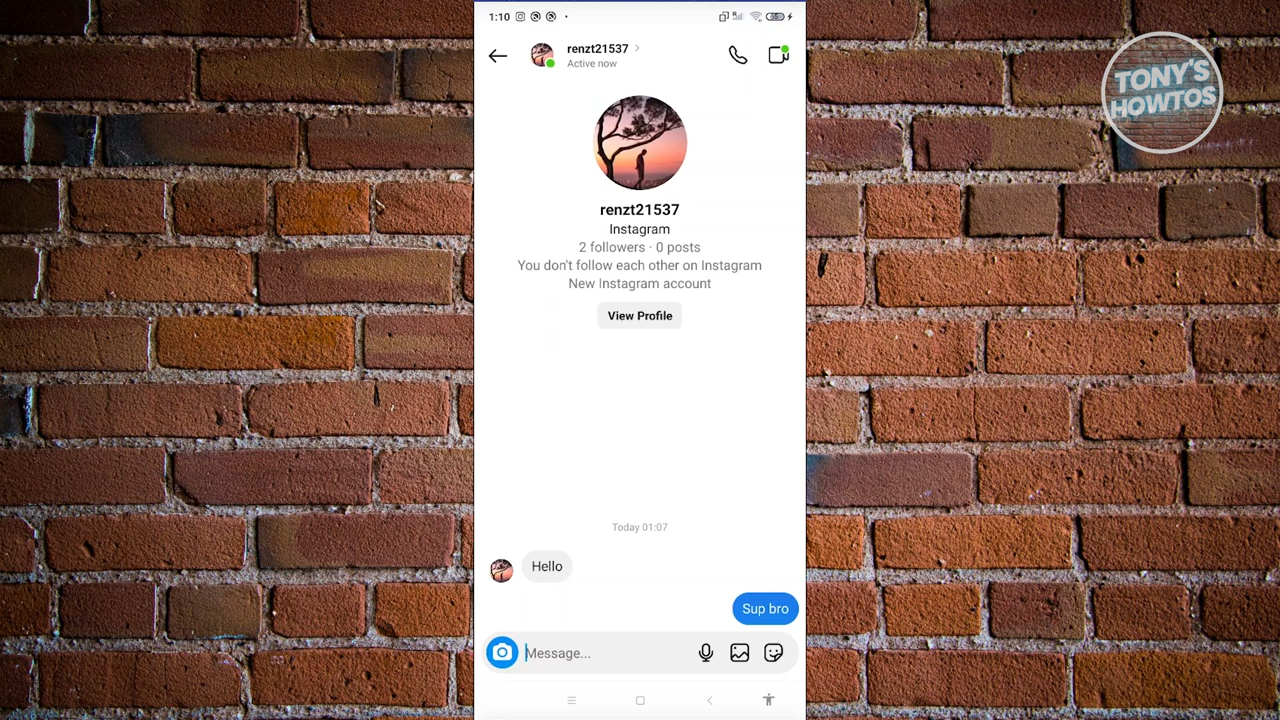 1:10
renzt21537
Active now
TONY'S
HOWTOS
renzt21537
Instagram
2 followers · 0 posts
You don't follow each other on Instagram
New Instagram account
View Profile
Today 01:07
Hello
Sup bro
Message...